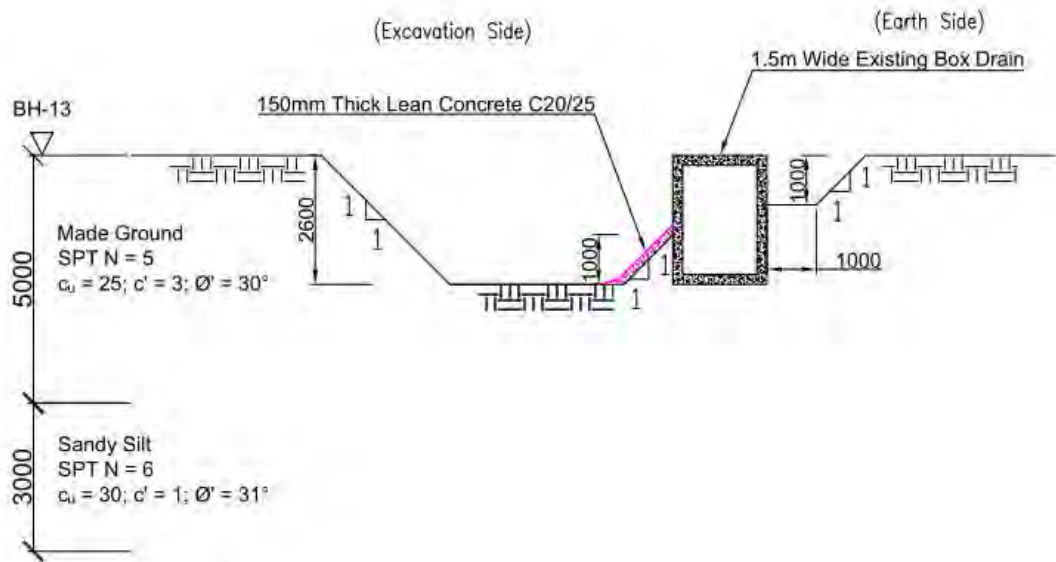 (Excavation Side)
(Earth Side)
1.5m Wide Existing Box Drain
150mm Thick Lean Concrete C20/25
BH-13
1000
1
1
2600
1
1
Made Ground
SPT N = 5
cᵤ = 25; c' = 3; Ø' = 30°
5000
1000
1
1
1000
Sandy Silt
SPT N = 6
cᵤ = 30; c' = 1; Ø' = 31°
3000